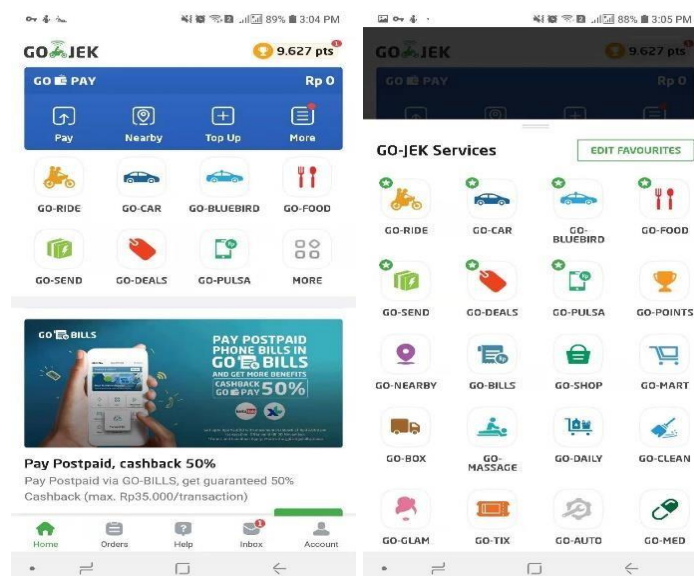 89% 3:04 PM
GO JEK
9.627 pts
GO PAY
Rp 0
Pay
Nearby
Top Up
More
GO-RIDE
GO-CAR
GO-BLUEBIRD
GO-FOOD
GO-SEND
GO-DEALS
GO-PULSA
MORE
GO BILLS
PAY POSTPAID
PHONE BILLS IN
GO BILLS
AND GET MORE BENEFITS
CASHBACK
GO PAY
50%
Pay Postpaid, cashback 50%
Pay Postpaid via GO-BILLS, get guaranteed 50%
Cashback (max. Rp35.000/transaction)
Home
Orders
Help
Inbox
Account
88% 3:05 PM
GO JEK
9.627 pts
GO PAY
Rp 0
GO-JEK Services
EDIT FAVOURITES
GO-RIDE
GO-CAR
GO-
BLUEBIRD
GO-FOOD
GO-SEND
GO-DEALS
GO-PULSA
GO-POINTS
GO-NEARBY
GO-BILLS
GO-SHOP
GO-MART
GO-BOX
GO-
MASSAGE
GO-DAILY
GO-CLEAN
GO-GLAM
GO-TIX
GO-AUTO
GO-MED